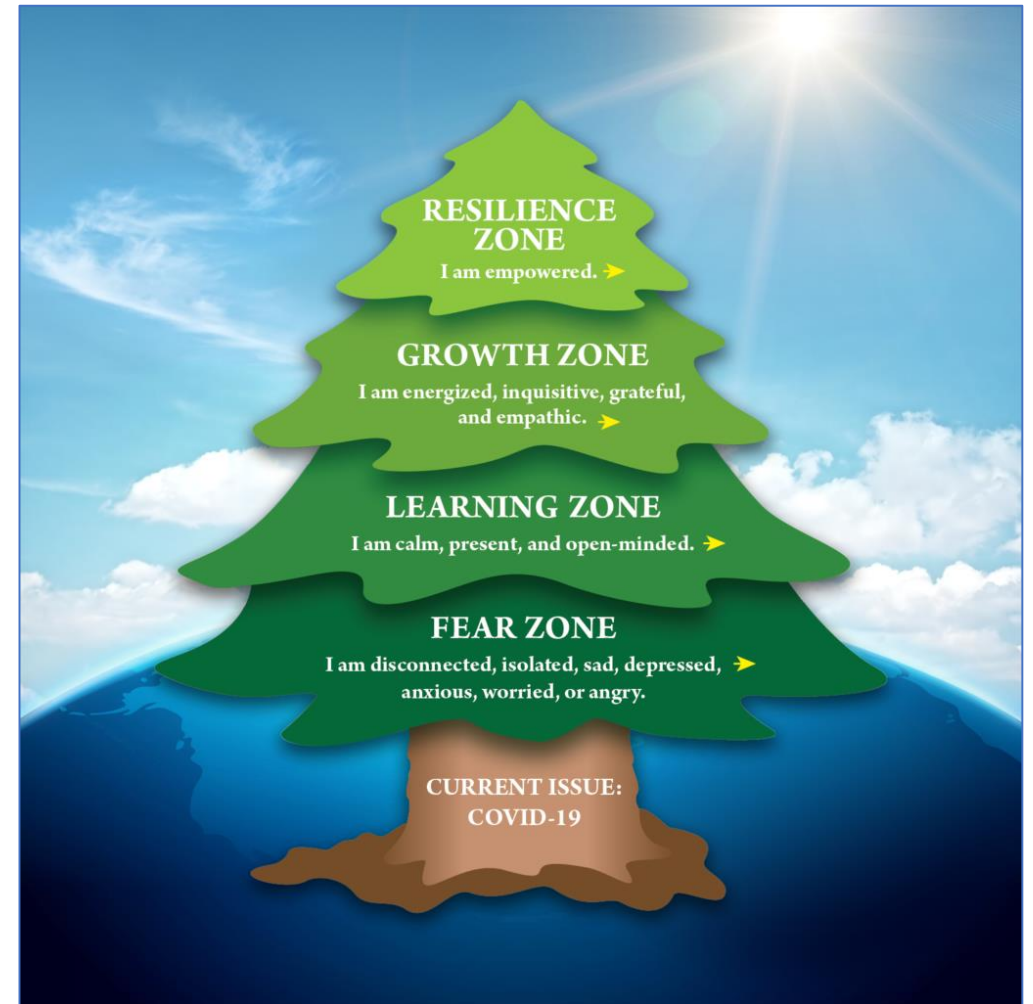 RESILIENCE
ZONE
I am empowered.
GROWTH ZONE
I am energized, inquisitive, grateful,
and empathic.
LEARNING ZONE
I am calm, present, and open-minded.
FEAR ZONE
I am disconnected, isolated, sad, depressed,
anxious, worried, or angry.
CURRENT ISSUE:
COVID-19